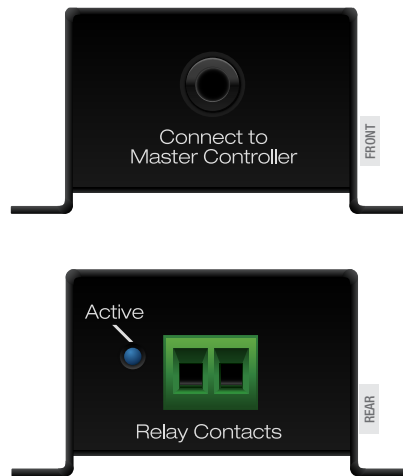 Connect to
Master Controller
FRONT
Active
Relay Contacts
REAR